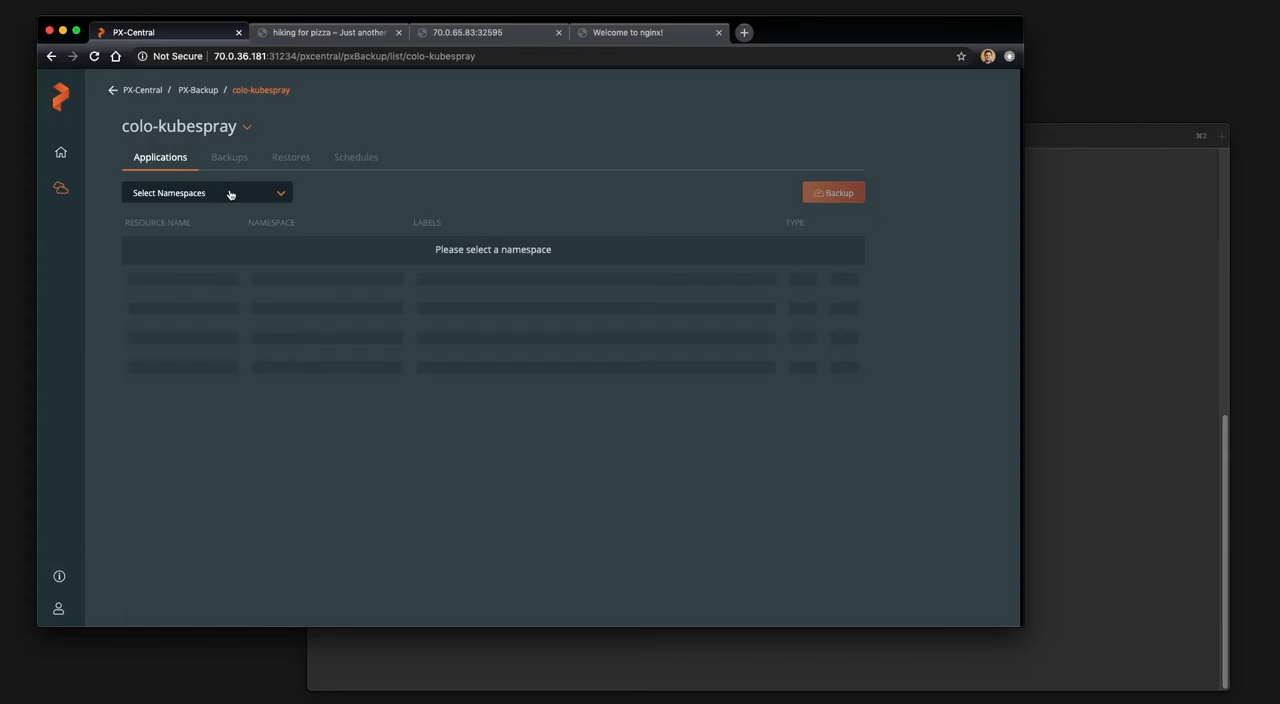 PX-Central
hiking for pizza – Just another
70.0.65.83:32595
Welcome to nginx!
Not Secure
70.0.36.181:31234/pxcentral/pxBackup/list/colo-kubespray
PX-Central / PX-Backup / colo-kubespray
colo-kubespray
⌘2
Applications Backups Restores Schedules
Select Namespaces
Backup
RESOURCE NAME NAMESPACE LABELS TYPE
Please select a namespace